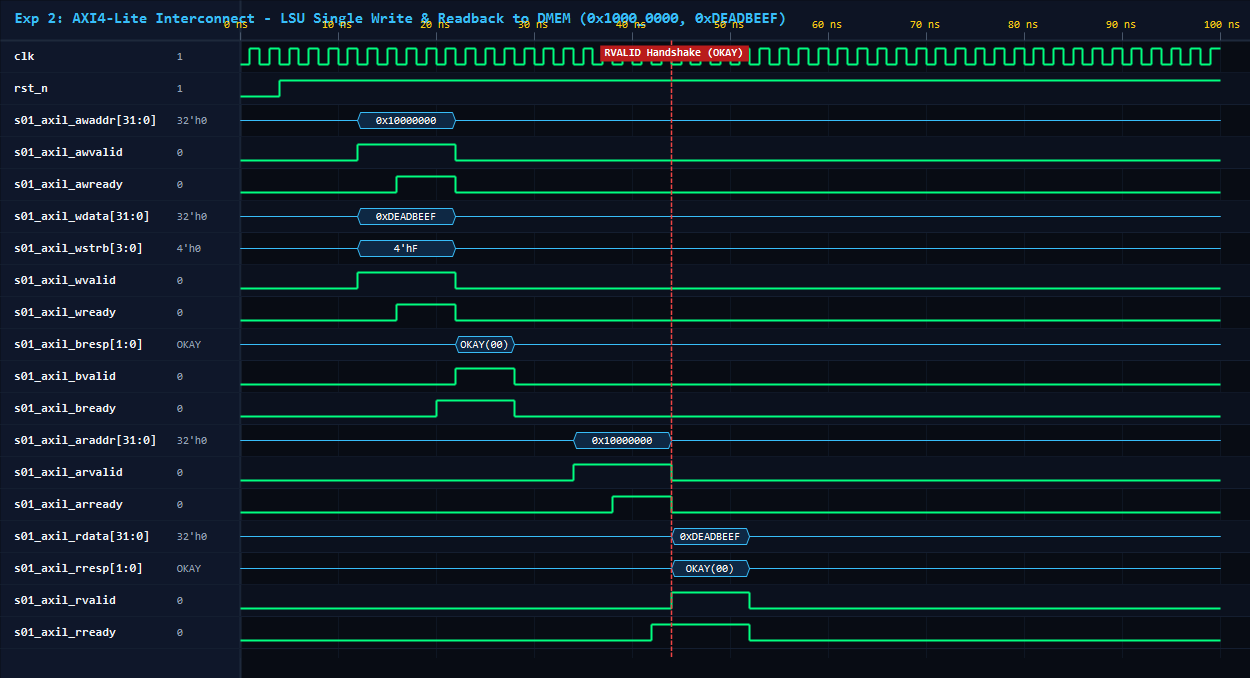 Exp 2: AXI4-Lite Interconnect - LSU Single Write & Readback to DMEM (0x1000_0000, 0xDEADBEEF)
0 ns 10 ns 20 ns 30 ns 40 ns 50 ns 60 ns 70 ns 80 ns 90 ns 100 ns
clk 1 RVALID Handshake (OKAY)
rst_n 1
s01_axil_awaddr[31:0] 32'h0 0x10000000
s01_axil_awvalid 0
s01_axil_awready 0
s01_axil_wdata[31:0] 32'h0 0xDEADBEEF
s01_axil_wstrb[3:0] 4'h0 4'hF
s01_axil_wvalid 0
s01_axil_wready 0
s01_axil_bresp[1:0] OKAY OKAY(00)
s01_axil_bvalid 0
s01_axil_bready 0
s01_axil_araddr[31:0] 32'h0 0x10000000
s01_axil_arvalid 0
s01_axil_arready 0
s01_axil_rdata[31:0] 32'h0 0xDEADBEEF
s01_axil_rresp[1:0] OKAY OKAY(00)
s01_axil_rvalid 0
s01_axil_rready 0